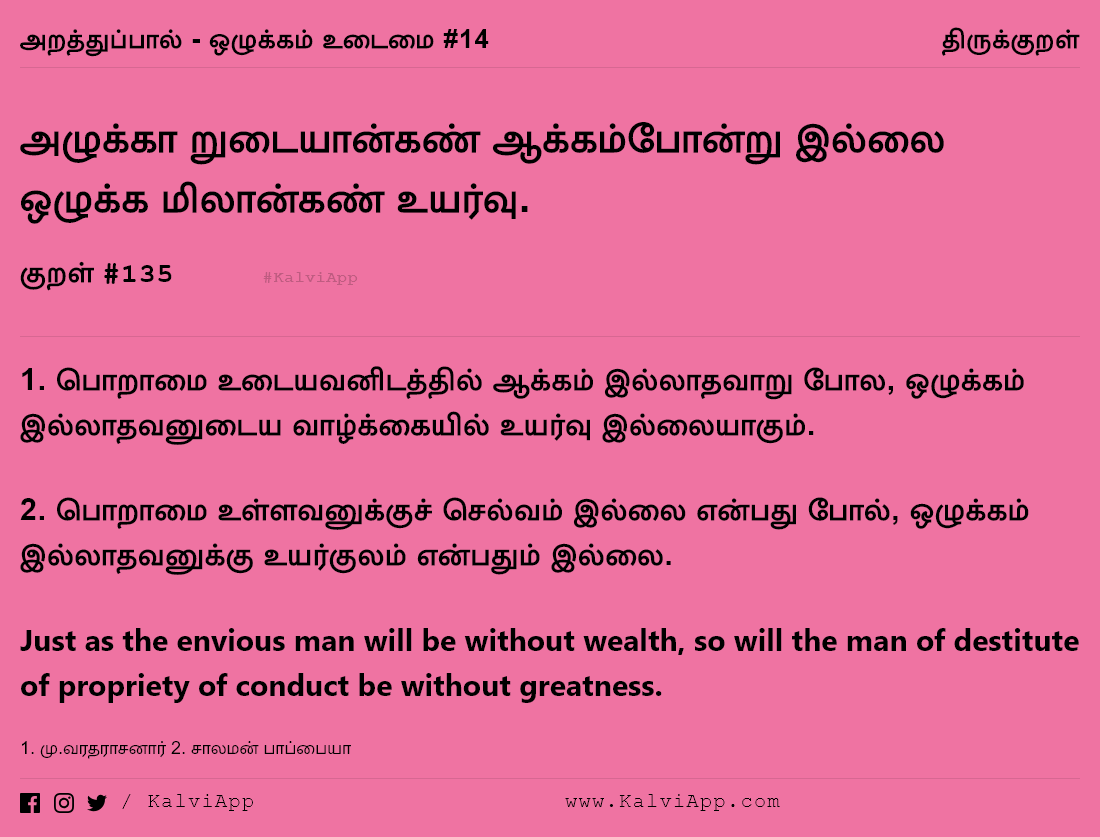 அறத்துப்பால் - ஒழுக்கம் உடைமை #14
திருக்குறள்
அழுக்கா றுடையான்கண் ஆக்கம்போன்று இல்லை
ஒழுக்க மிலான்கண் உயர்வு.
குறள் #135
#KalviApp
1. பொறாமை உடையவனிடத்தில் ஆக்கம் இல்லாதவாறு போல, ஒழுக்கம்
இல்லாதவனுடைய வாழ்க்கையில் உயர்வு இல்லையாகும்.
2. பொறாமை உள்ளவனுக்குச் செல்வம் இல்லை என்பது போல், ஒழுக்கம்
இல்லாதவனுக்கு உயர்குலம் என்பதும் இல்லை.
Just as the envious man will be without wealth, so will the man of destitute
of propriety of conduct be without greatness.
1. மு.வரதராசனார் 2. சாலமன் பாப்பையா
/ KalviApp
www.KalviApp.com